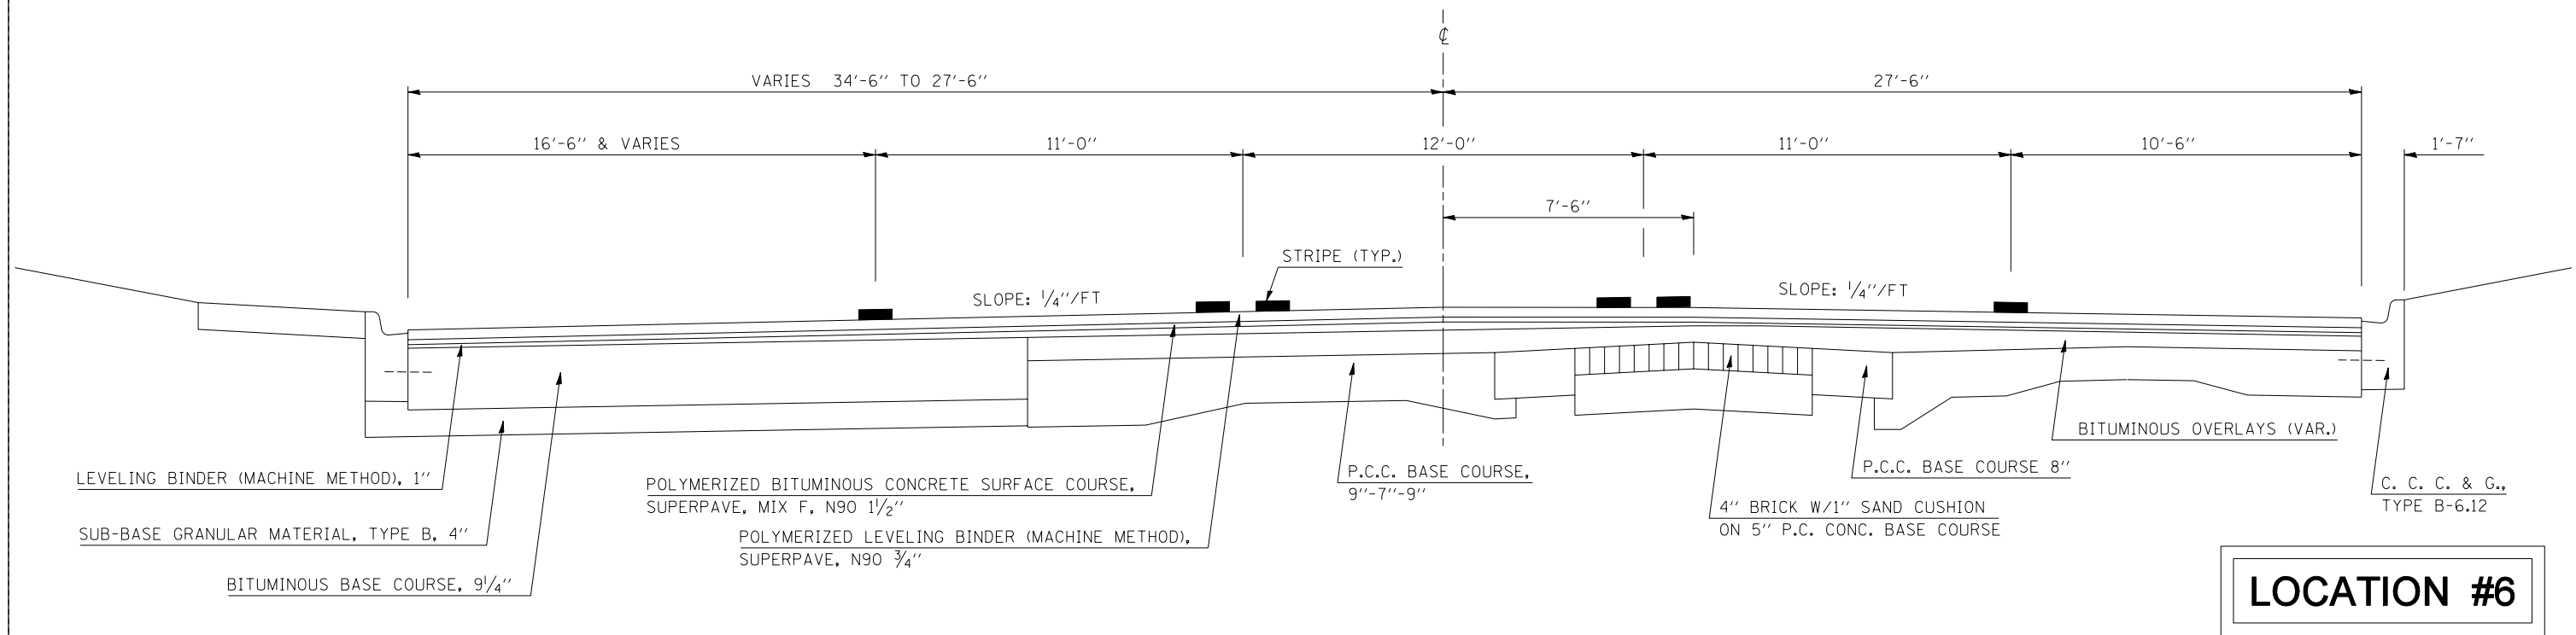 ℄
VARIES 34'-6" TO 27'-6"
27'-6"
16'-6" & VARIES
11'-0"
12'-0"
11'-0"
10'-6"
1'-7"
7'-6"
STRIPE (TYP.)
SLOPE: 1/4"/FT
SLOPE: 1/4"/FT
BITUMINOUS OVERLAYS (VAR.)
LEVELING BINDER (MACHINE METHOD), 1"
SUB-BASE GRANULAR MATERIAL, TYPE B, 4"
BITUMINOUS BASE COURSE, 9 1/4"
POLYMERIZED BITUMINOUS CONCRETE SURFACE COURSE,
SUPERPAVE, MIX F, N90 1 1/2"
POLYMERIZED LEVELING BINDER (MACHINE METHOD),
SUPERPAVE, N90 3/4"
P.C.C. BASE COURSE,
9"-7"-9"
P.C.C. BASE COURSE 8"
4" BRICK W/1" SAND CUSHION
ON 5" P.C. CONC. BASE COURSE
C. C. C. & G.,
TYPE B-6.12
LOCATION #6